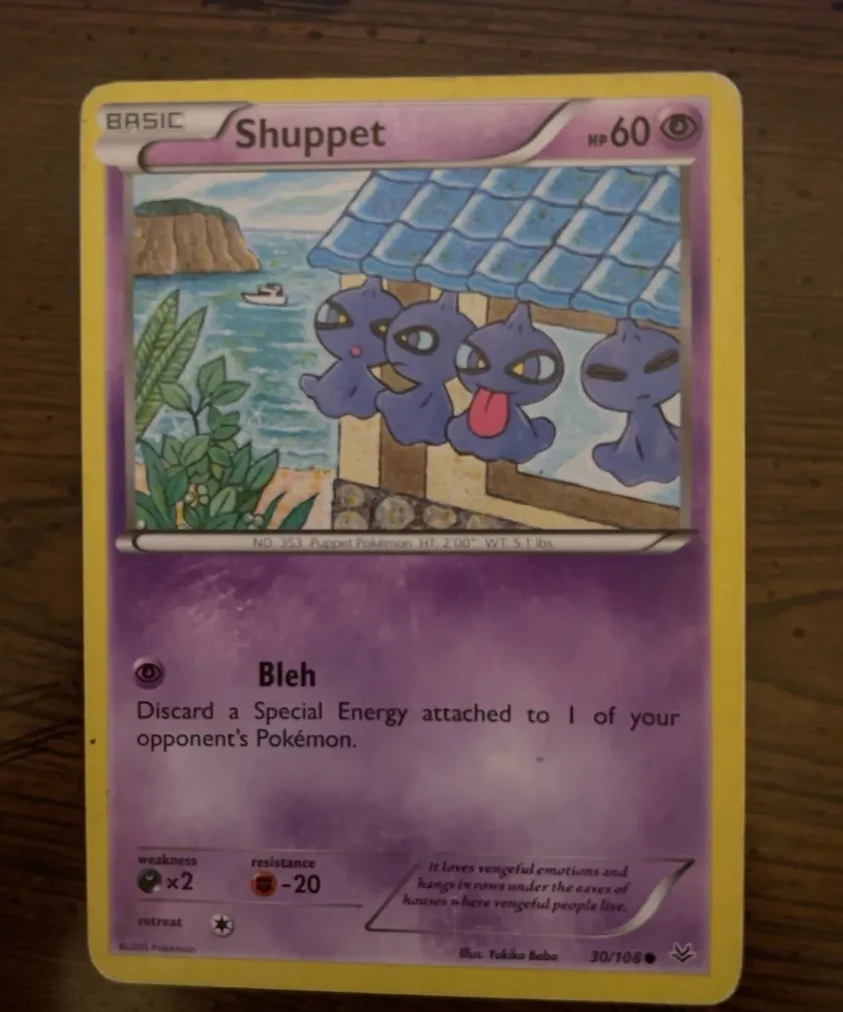 BASIC Shuppet HP60
NO. 353 Puppet Pokémon HT. 2'00" WT. 5.1 lbs.
Bleh
Discard a Special Energy attached to 1 of your
opponent's Pokémon.
weakness resistance
×2 -20
retreat
It loves vengeful emotions and
hangs in rows under the eaves of
houses where vengeful people live.
©2015 Pokémon Illus. Yukiko Baba 30/108